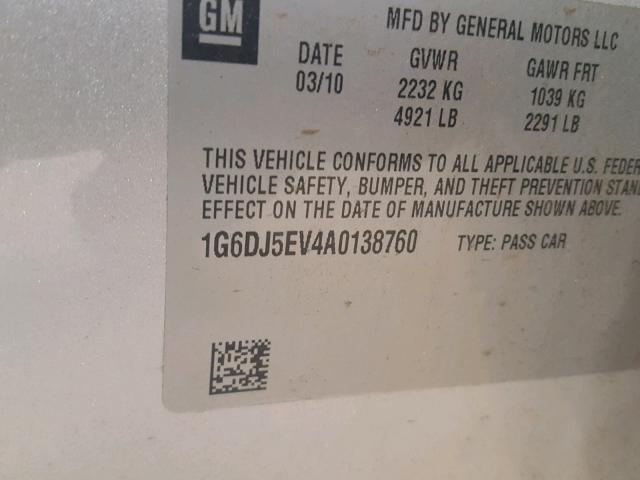 GM
MFD BY GENERAL MOTORS LLC
DATE GVWR GAWR FRT
03/10 2232 KG 1039 KG
4921 LB 2291 LB
THIS VEHICLE CONFORMS TO ALL APPLICABLE U.S. FEDER
VEHICLE SAFETY, BUMPER, AND THEFT PREVENTION STAN
EFFECT ON THE DATE OF MANUFACTURE SHOWN ABOVE.
1G6DJ5EV4A0138760 TYPE: PASS CAR